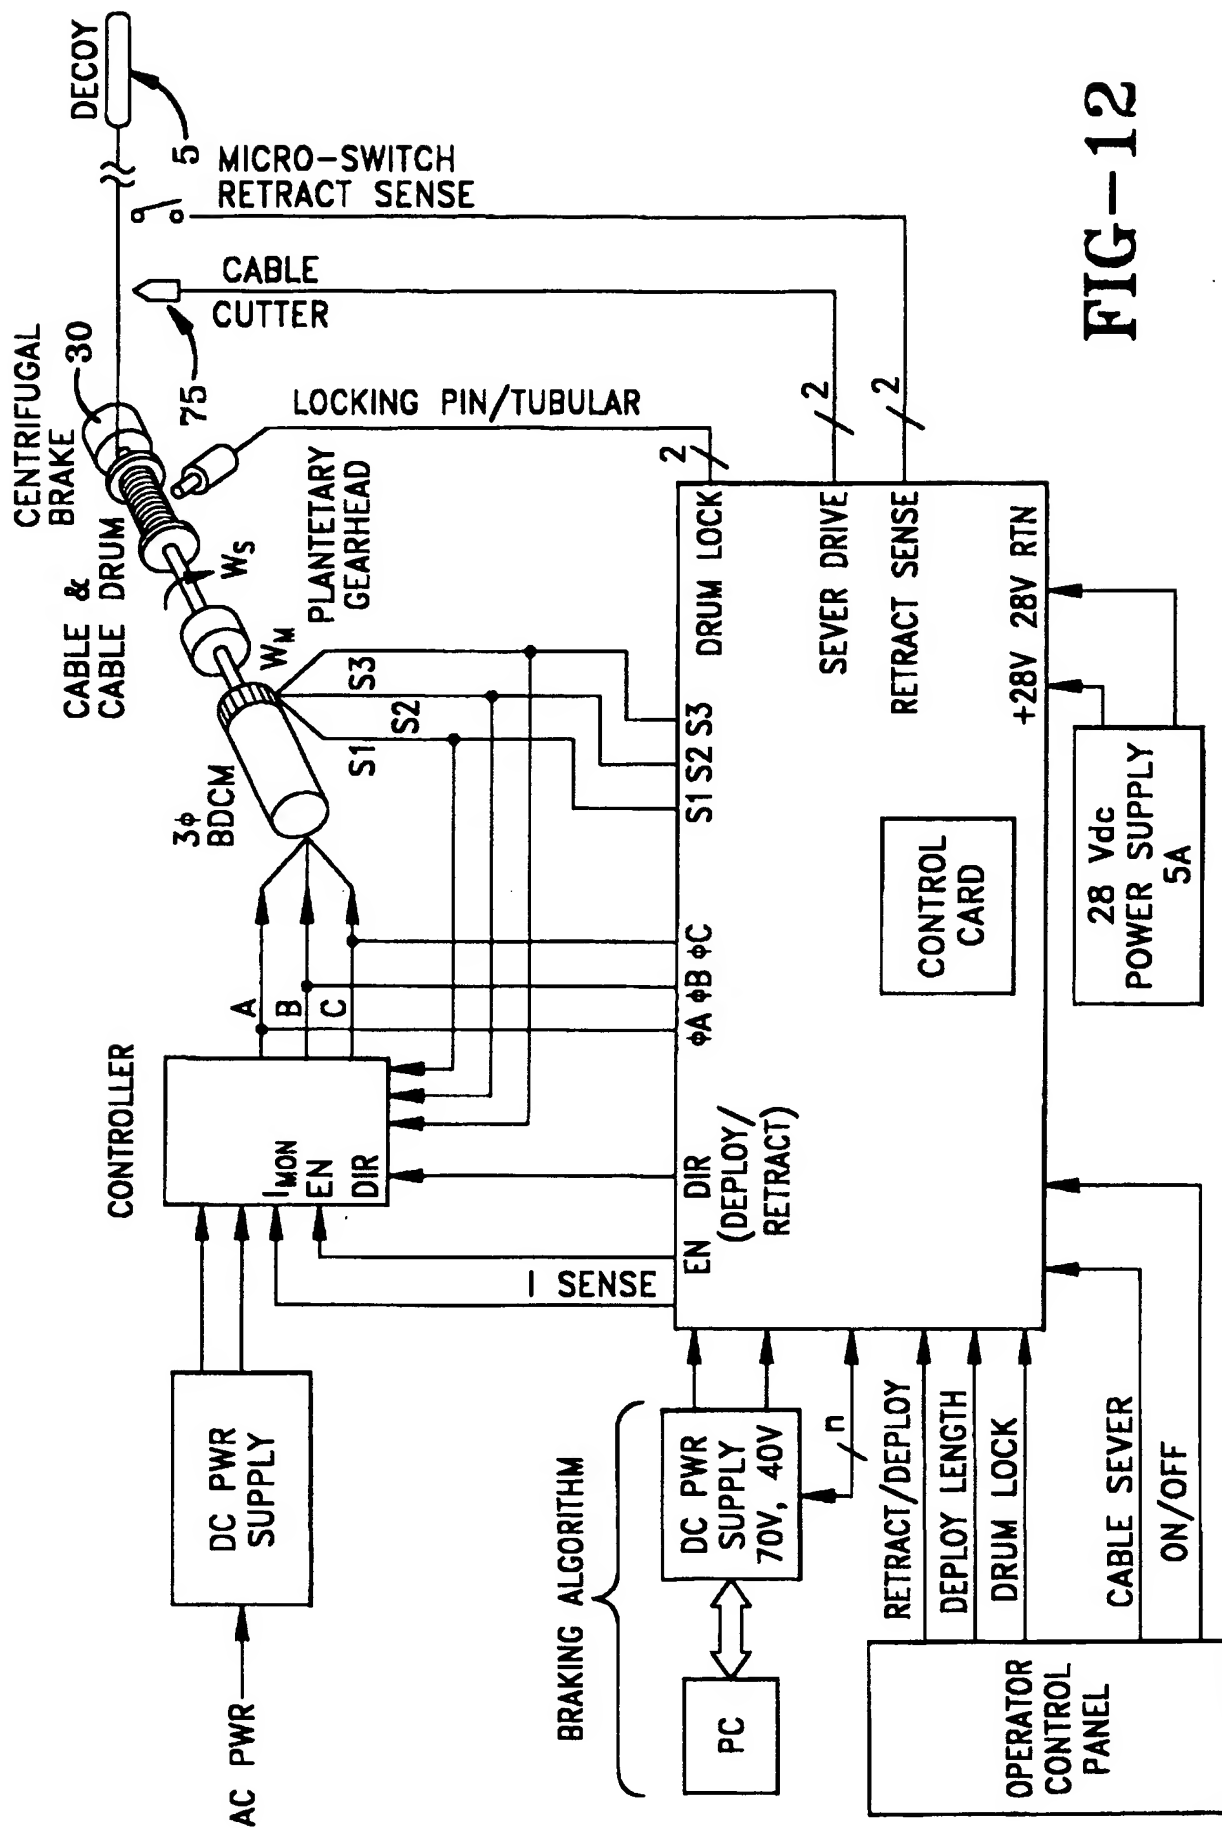 DECOY
5
MICRO-SWITCH
RETRACT SENSE
CABLE
CUTTER
75
CENTRIFUGAL
BRAKE
30
LOCKING PIN/TUBULAR
CABLE &
CABLE DRUM
WS
PLANTETARY
GEARHEAD
WM
3ϕ
BDCM
S1
S2
S3
CONTROLLER
A
B
C
IMON
EN
DIR
DC PWR
SUPPLY
AC PWR
I SENSE
EN
DIR
(DEPLOY/
RETRACT)
ϕA
ϕB
ϕC
S1
S2
S3
DRUM LOCK
2
SEVER DRIVE
2
RETRACT SENSE
2
CONTROL
CARD
+28V
28V RTN
28 Vdc
POWER SUPPLY
5A
BRAKING ALGORITHM
PC
DC PWR
SUPPLY
70V, 40V
n
RETRACT/DEPLOY
DEPLOY LENGTH
DRUM LOCK
CABLE SEVER
ON/OFF
OPERATOR
CONTROL
PANEL
FIG-12